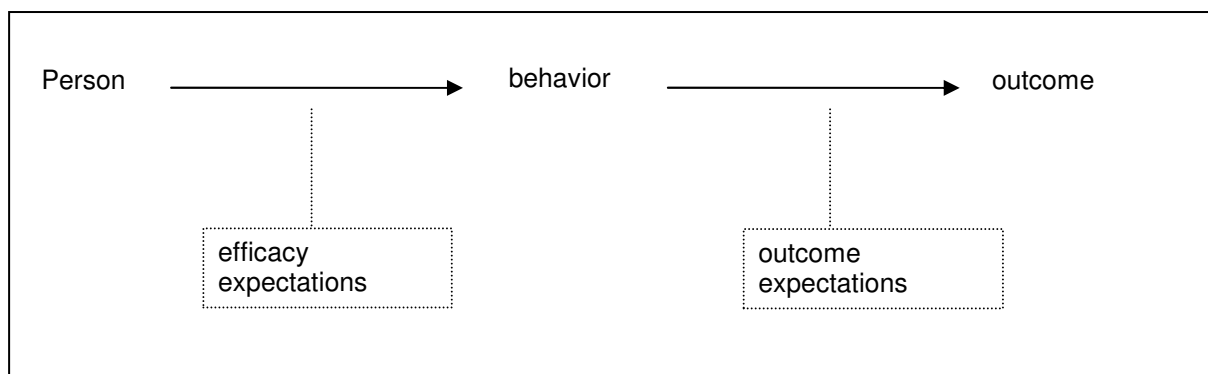 Person behavior outcome
efficacy
expectations
outcome
expectations